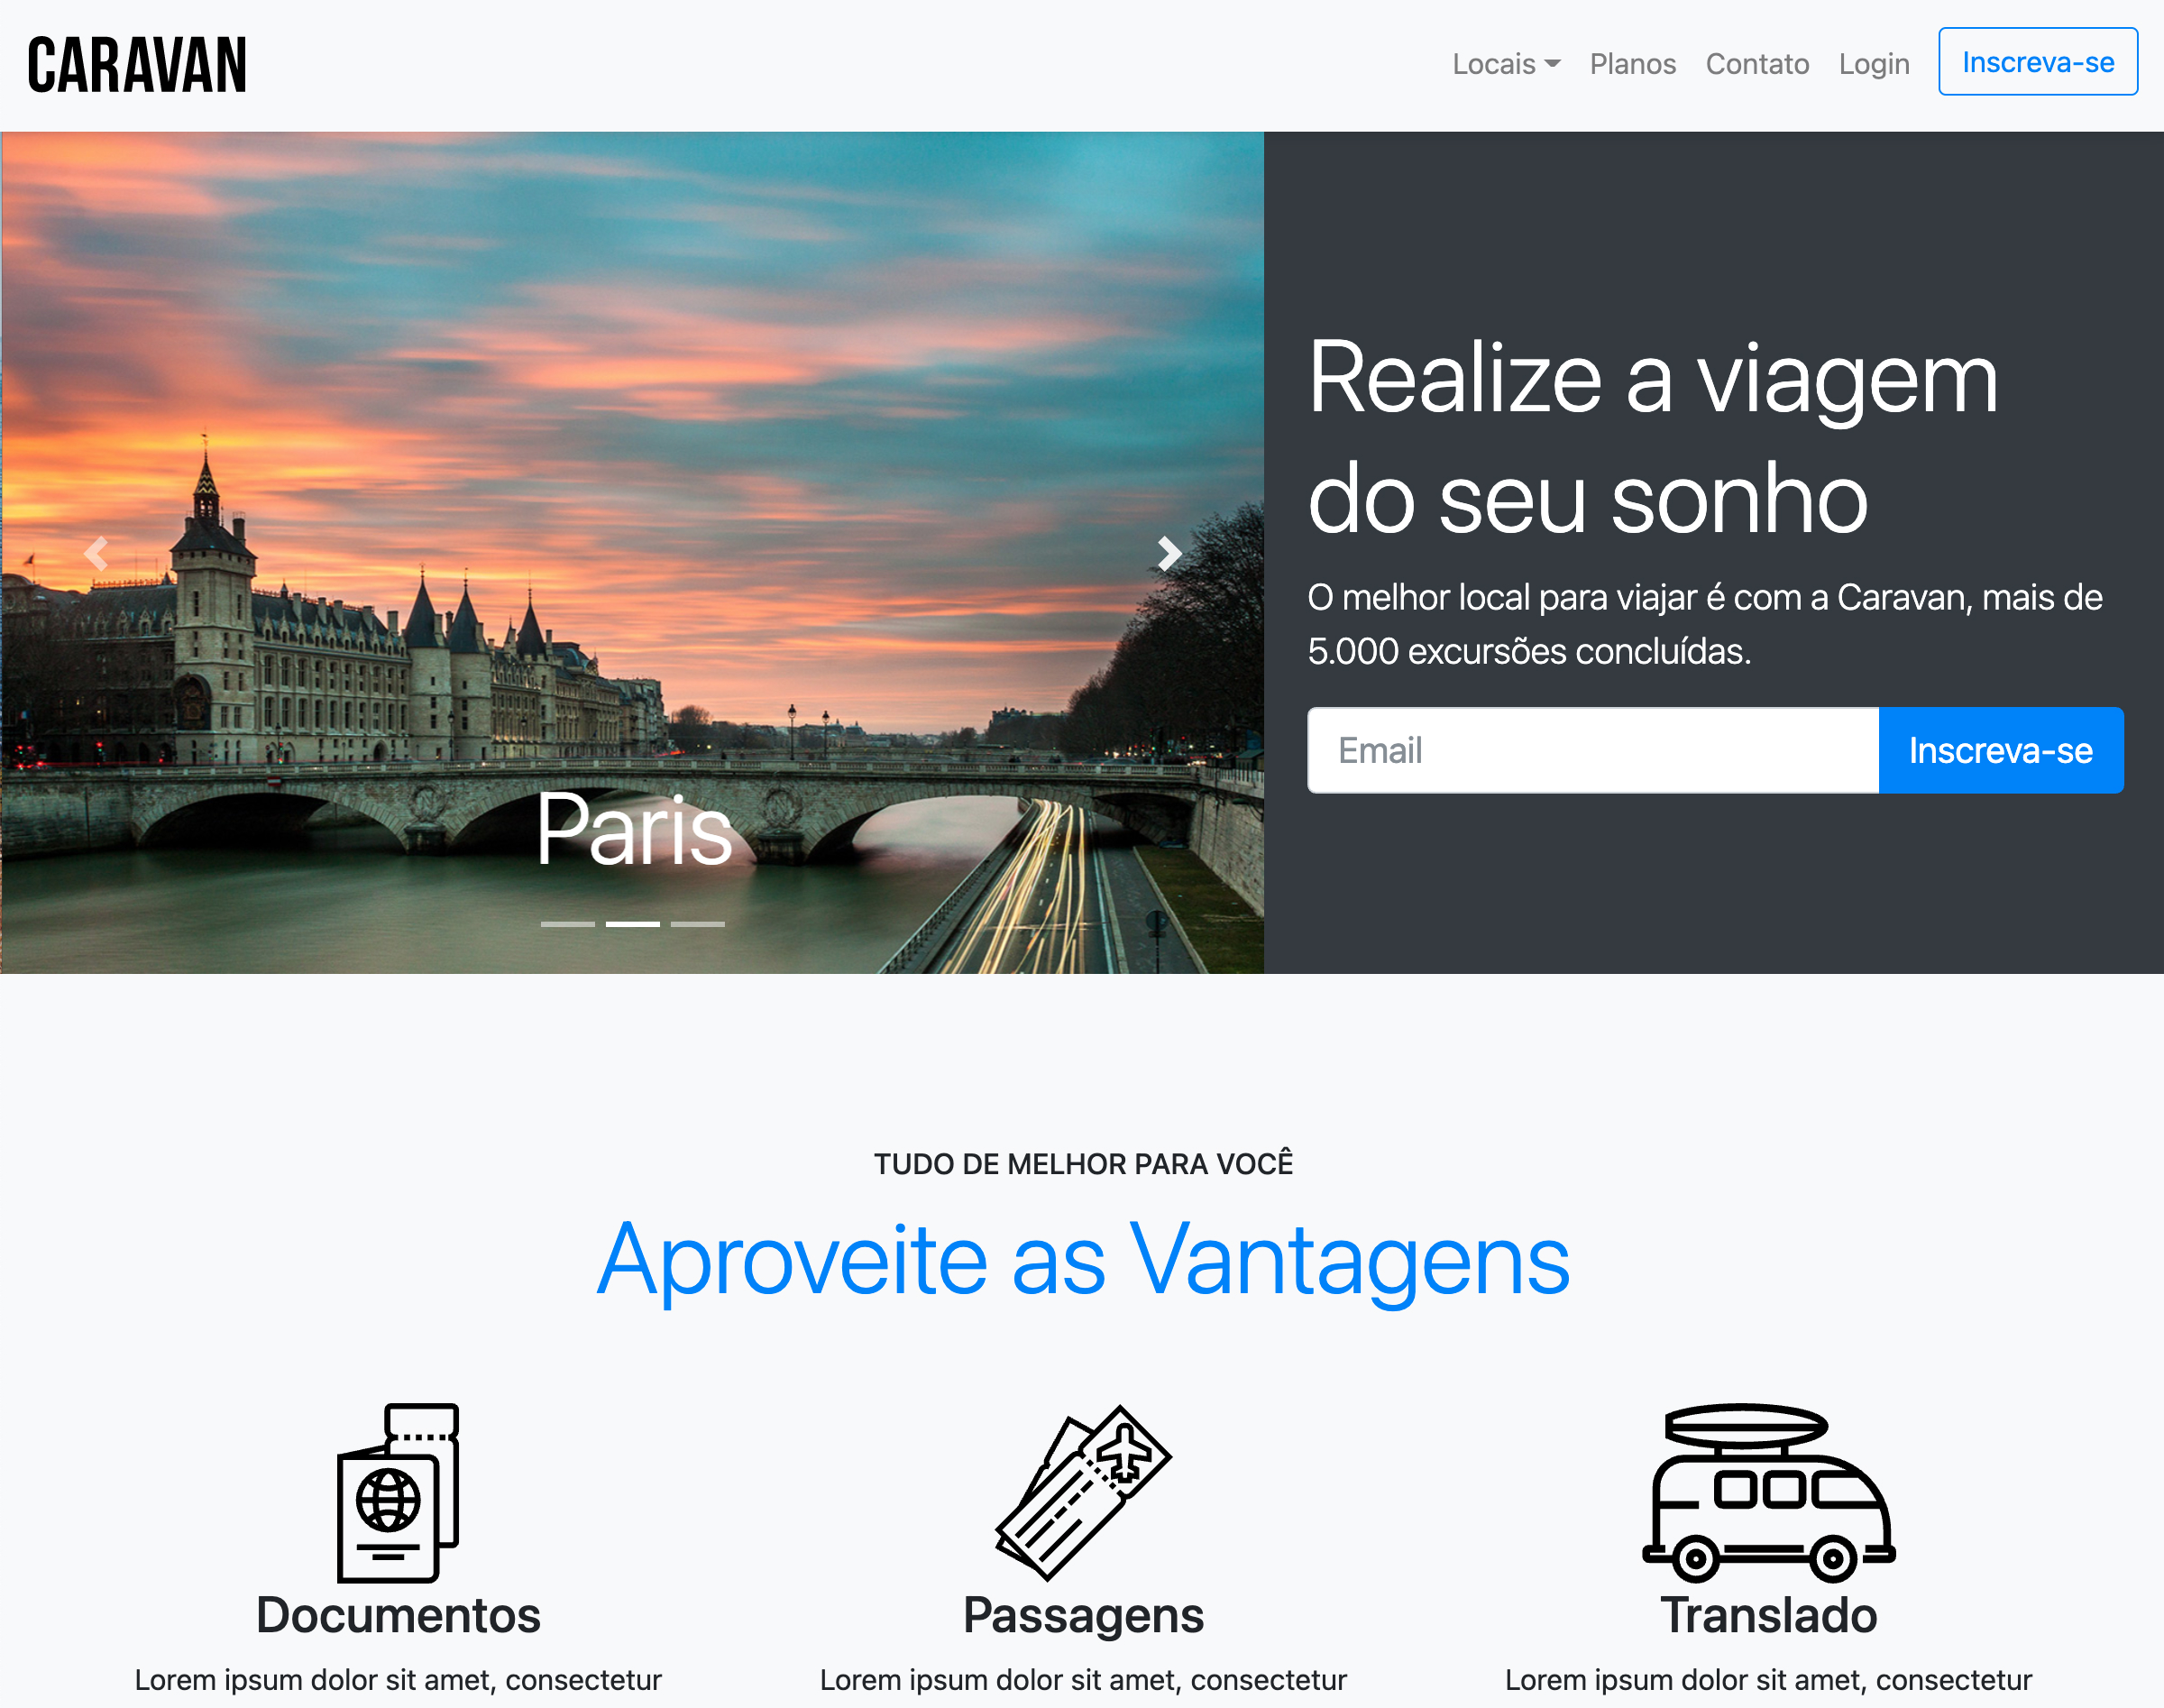 CARAVAN
Locais Planos Contato Login Inscreva-se
Realize a viagem
do seu sonho
O melhor local para viajar é com a Caravan, mais de
5.000 excursões concluídas.
Email Inscreva-se
Paris
TUDO DE MELHOR PARA VOCÊ
Aproveite as Vantagens
Documentos
Lorem ipsum dolor sit amet, consectetur
Passagens
Lorem ipsum dolor sit amet, consectetur
Translado
Lorem ipsum dolor sit amet, consectetur